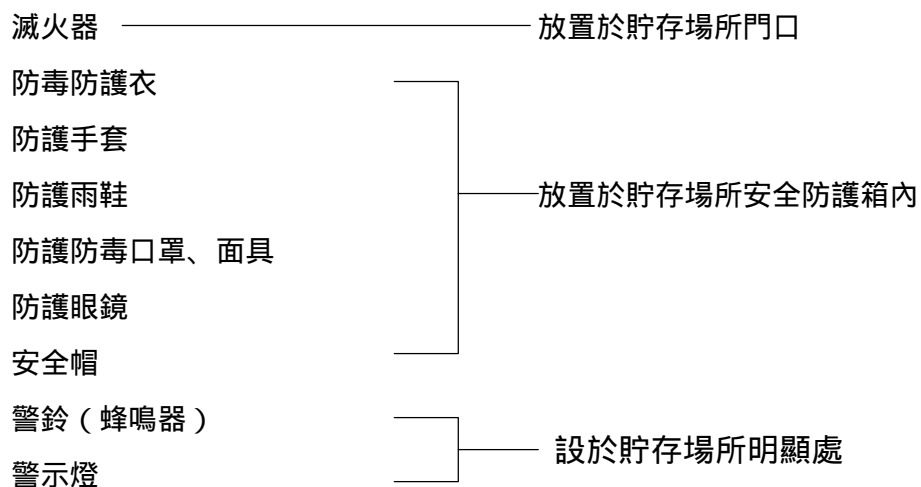 滅火器 放置於貯存場所門口
防毒防護衣
防護手套
防護雨鞋 放置於貯存場所安全防護箱內
防護防毒口罩、面具
防護眼鏡
安全帽
警鈴（蜂鳴器）
設於貯存場所明顯處
警示燈